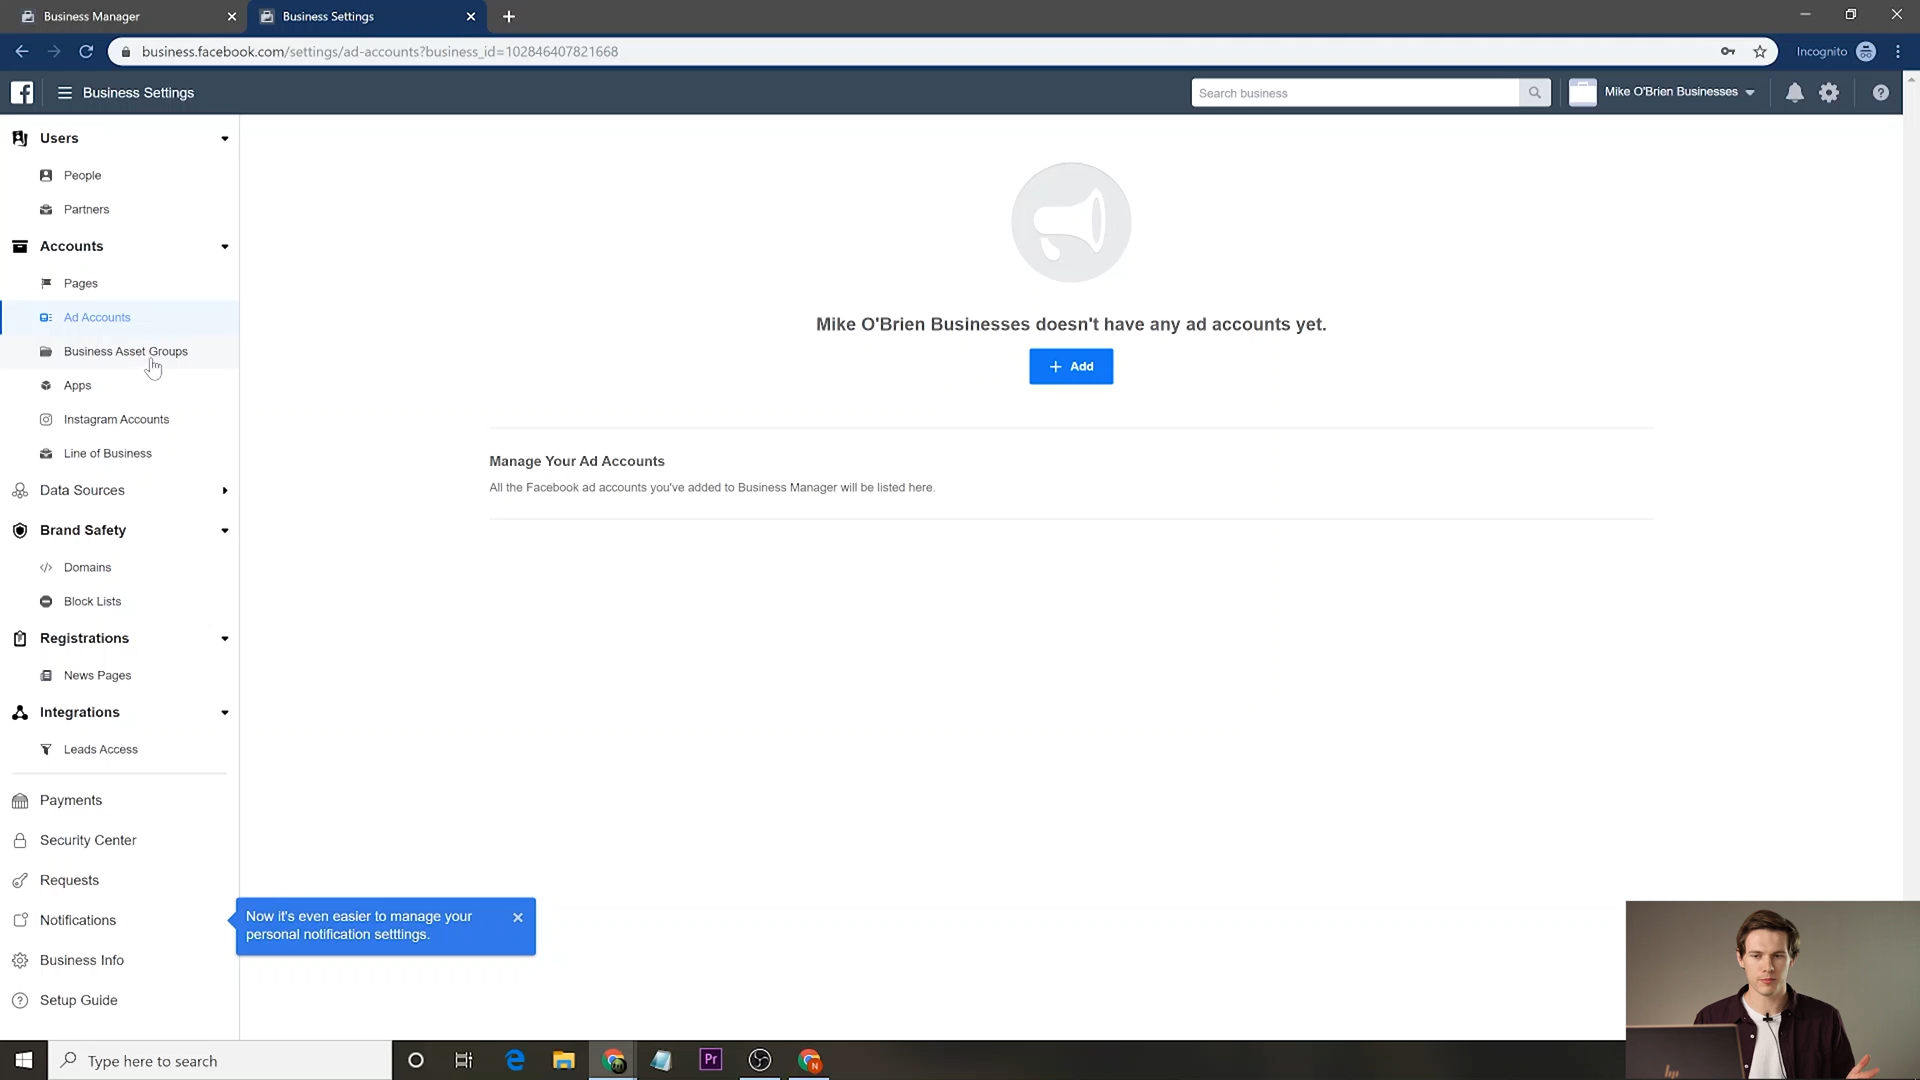 Business Manager
Business Settings
business.facebook.com/settings/ad-accounts?business_id=102846407821668
Incognito
Business Settings
Search business
Mike O'Brien Businesses
Users
People
Partners
Accounts
Pages
Ad Accounts
Business Asset Groups
Apps
Instagram Accounts
Line of Business
Data Sources
Brand Safety
Domains
Block Lists
Registrations
News Pages
Integrations
Leads Access
Payments
Security Center
Requests
Notifications
Business Info
Setup Guide
Mike O'Brien Businesses doesn't have any ad accounts yet.
+ Add
Manage Your Ad Accounts
All the Facebook ad accounts you've added to Business Manager will be listed here.
Now it's even easier to manage your
personal notification setttings.
Type here to search
Pr
N
hp